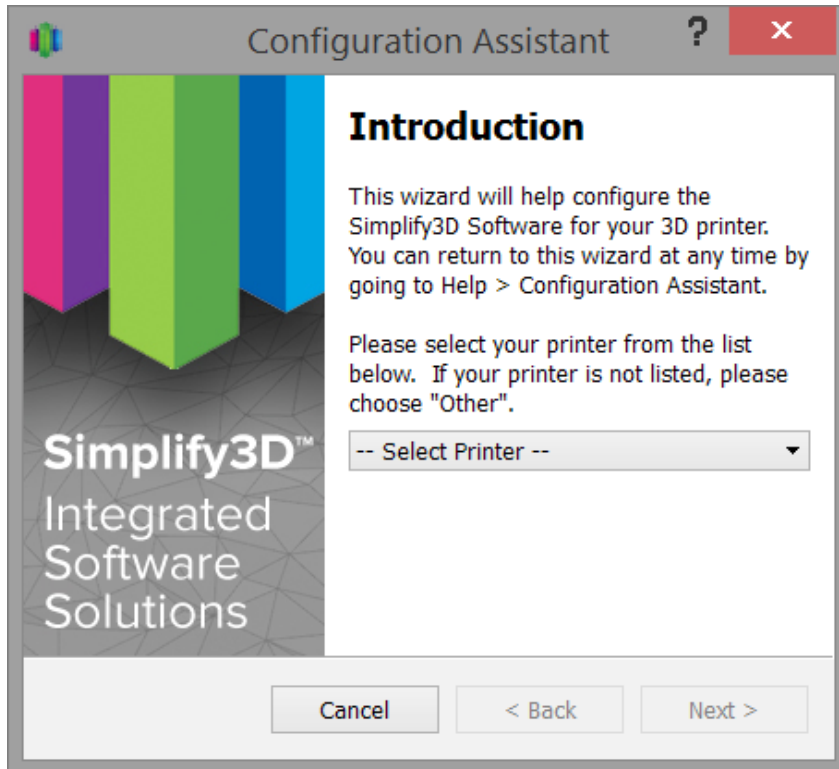 Configuration Assistant
?
Introduction
This wizard will help configure the
Simplify3D Software for your 3D printer.
You can return to this wizard at any time by
going to Help > Configuration Assistant.
Please select your printer from the list
below.  If your printer is not listed, please
choose "Other".
-- Select Printer --
Simplify3D™
Integrated
Software
Solutions
Cancel
< Back
Next >